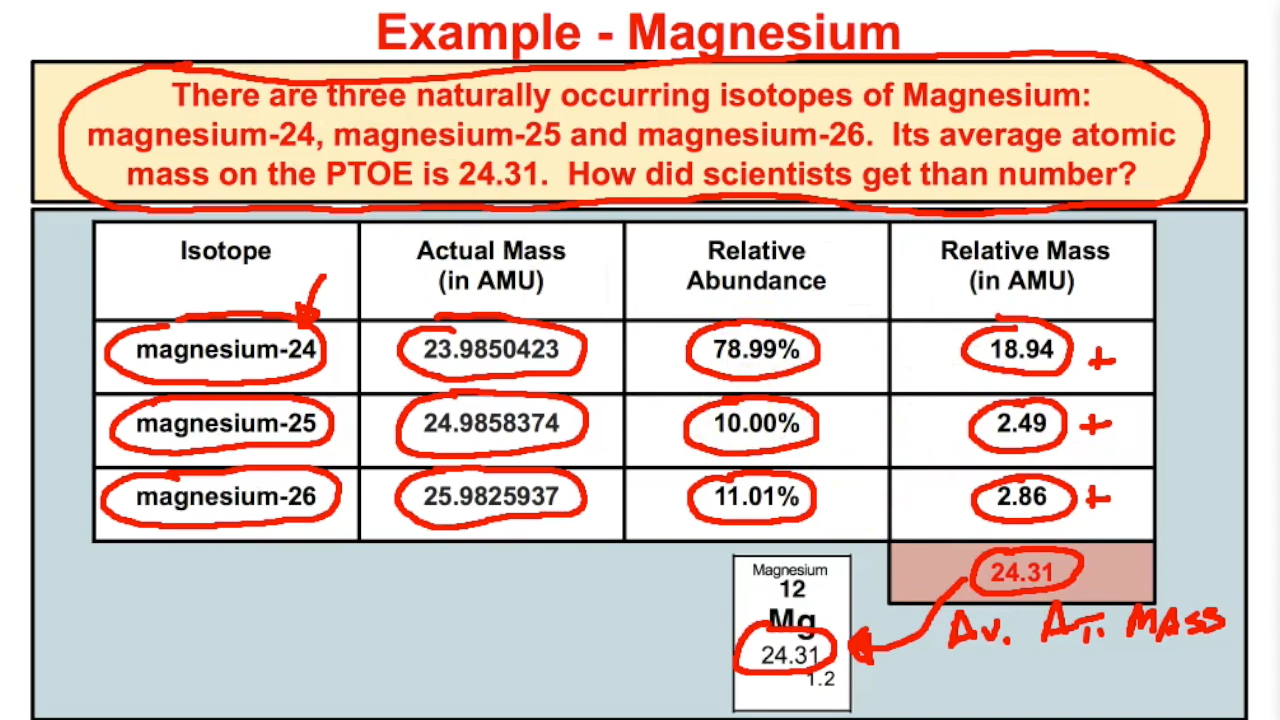 Example - Magnesium
There are three naturally occurring isotopes of Magnesium:
magnesium-24, magnesium-25 and magnesium-26. Its average atomic
mass on the PTOE is 24.31. How did scientists get than number?
Isotope
Actual Mass
(in AMU)
Relative
Abundance
Relative Mass
(in AMU)
magnesium-24
23.9850423
78.99%
18.94 +
magnesium-25
24.9858374
10.00%
2.49 +
magnesium-26
25.9825937
11.01%
2.86 +
24.31
Av. At. MASS
Magnesium
12
Mg
24.31
1.2